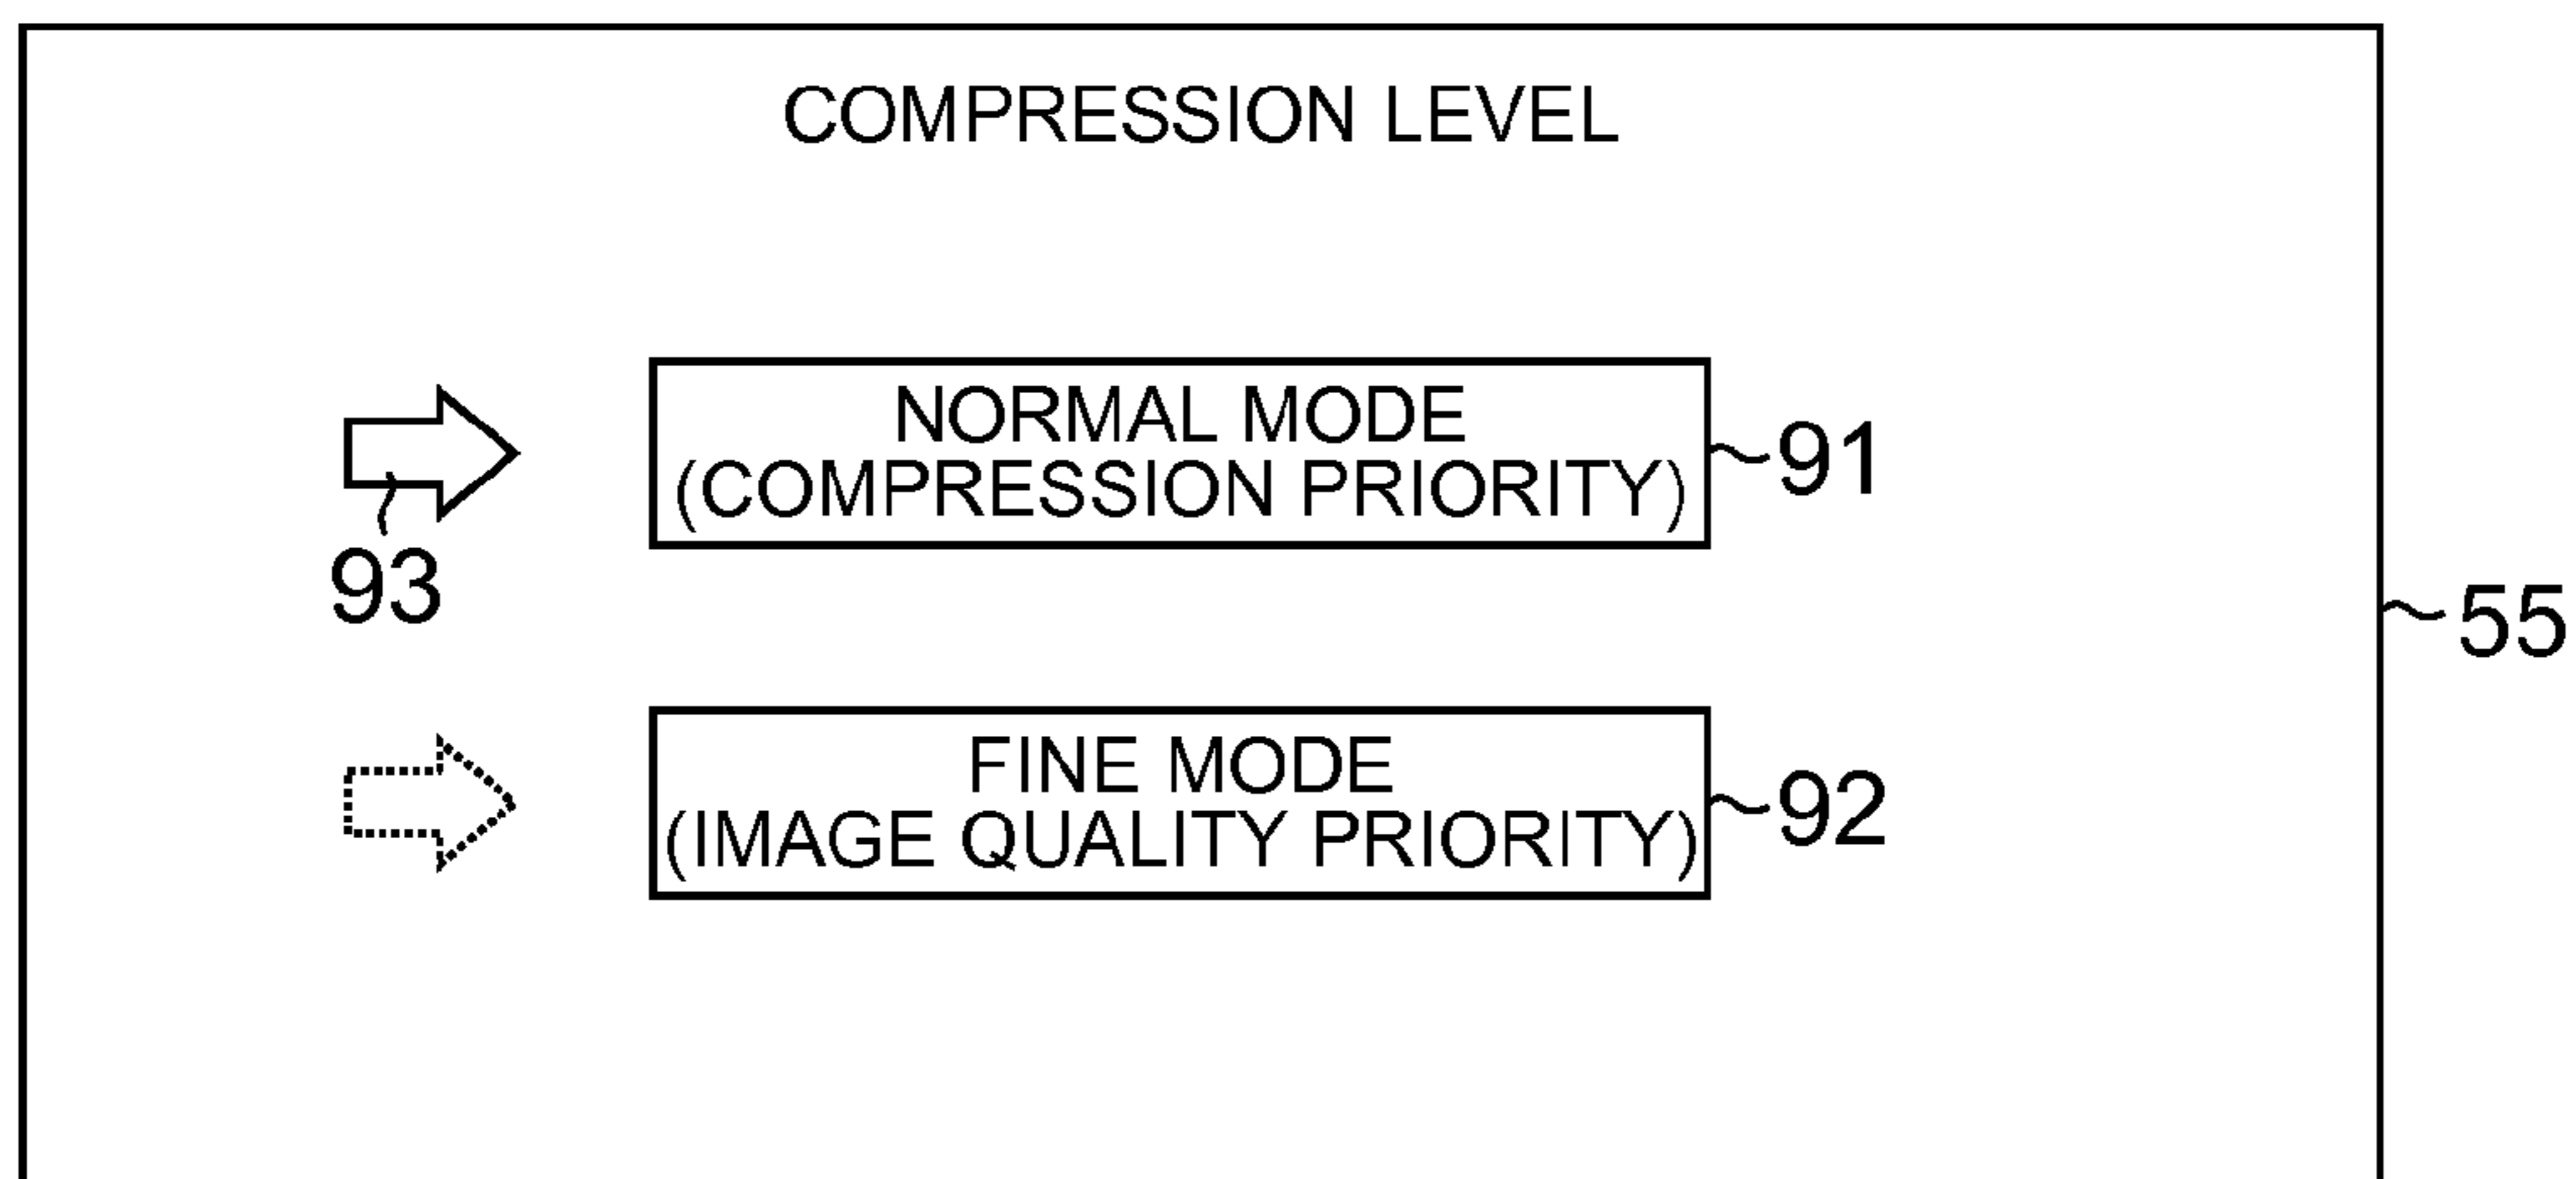 COMPRESSION LEVEL
NORMAL MODE
(COMPRESSION PRIORITY)
91
93
55
FINE MODE
(IMAGE QUALITY PRIORITY)
92